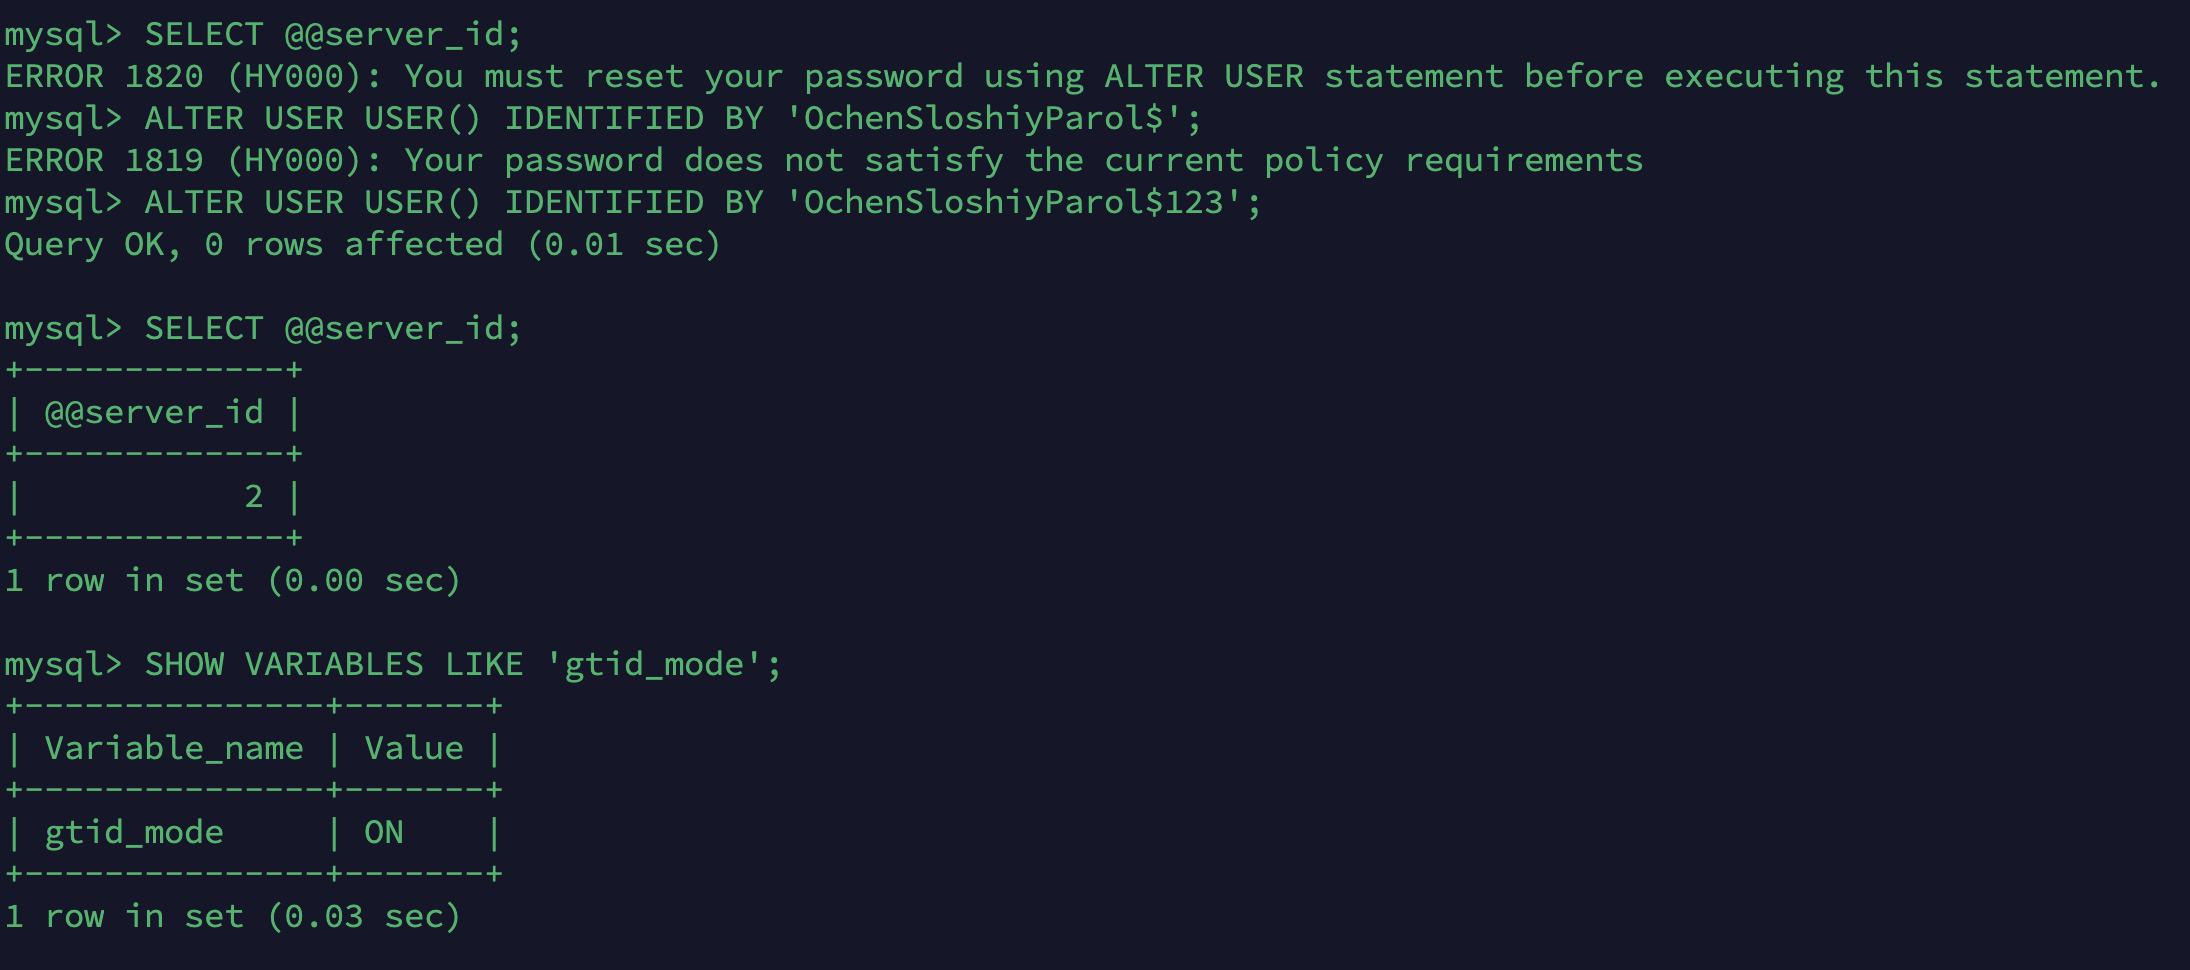 mysql> SELECT @@server_id;
ERROR 1820 (HY000): You must reset your password using ALTER USER statement before executing this statement.
mysql> ALTER USER USER() IDENTIFIED BY 'OchenSloshiyParol$';
ERROR 1819 (HY000): Your password does not satisfy the current policy requirements
mysql> ALTER USER USER() IDENTIFIED BY 'OchenSloshiyParol$123';
Query OK, 0 rows affected (0.01 sec)

mysql> SELECT @@server_id;
+-------------+
| @@server_id |
+-------------+
|           2 |
+-------------+
1 row in set (0.00 sec)

mysql> SHOW VARIABLES LIKE 'gtid_mode';
+---------------+-------+
| Variable_name | Value |
+---------------+-------+
| gtid_mode     | ON    |
+---------------+-------+
1 row in set (0.03 sec)